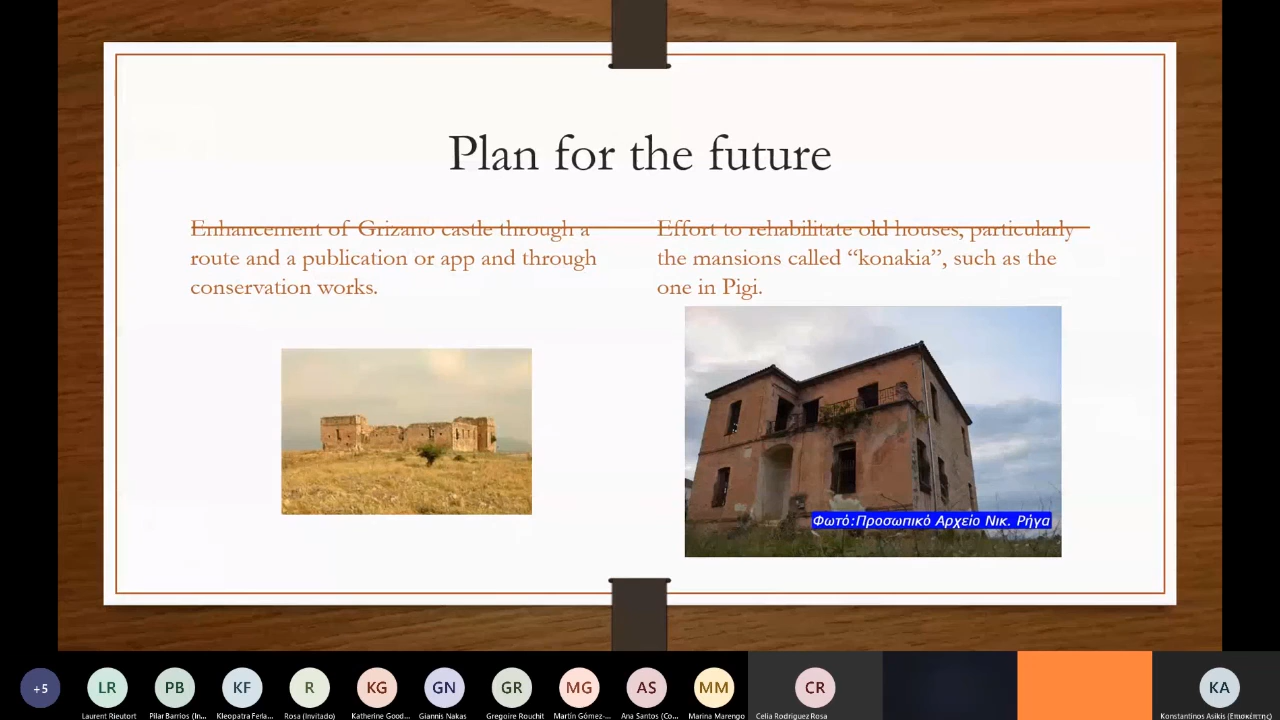 Plan for the future
Enhancement of Grizano castle through a
route and a publication or app and through
conservation works.
Effort to rehabilitate old houses, particularly
the mansions called “konakia”, such as the
one in Pigi.
Φωτό:Προσωπικό Αρχείο Νικ. Ρήγα
+5
LR
PB
KF
R
KG
GN
GR
MG
AS
MM
CR
KA
Laurent Rieutort
Pilar Barrios (In...
Kleopatra Ferla...
Rosa (Invitado)
Katherine Good...
Giannis Nakas
Gregoire Rouchit
Martín Gómez-...
Ana Santos (Co...
Marina Marengo
Celia Rodríguez Rosa
Konstantinos Asikis (Επισκέπτης)